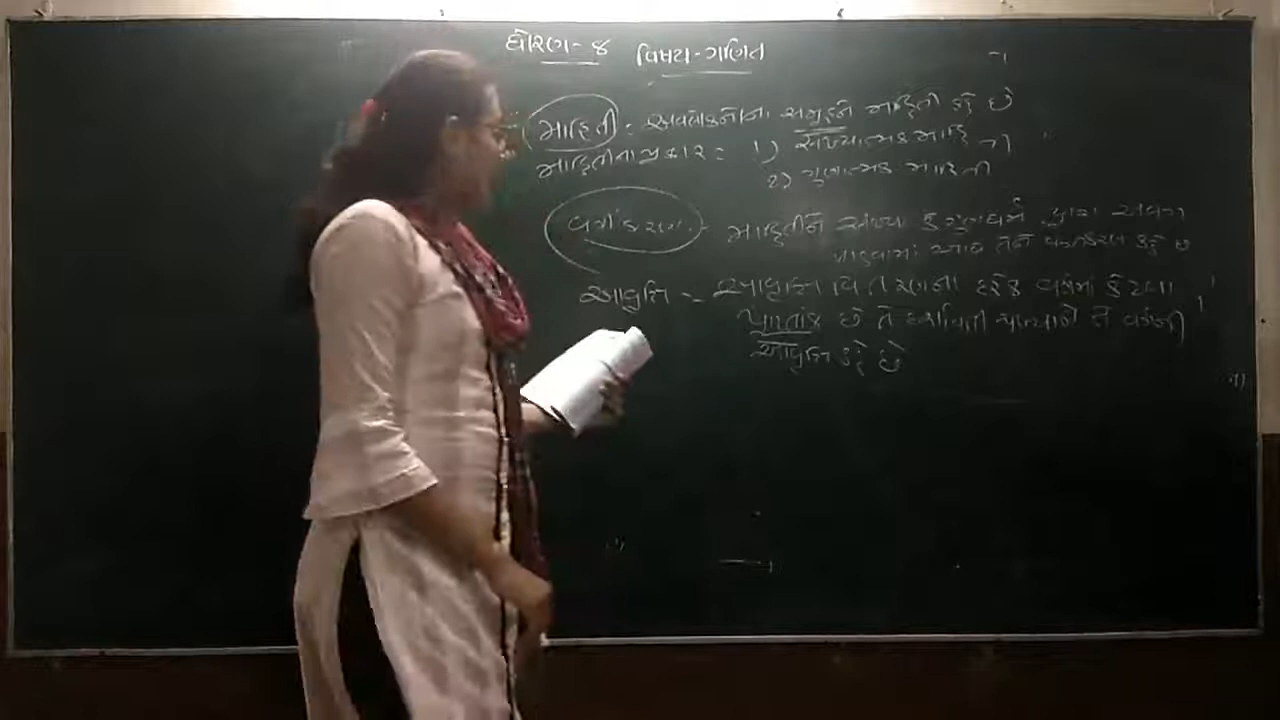 ધોરણ - ૪ વિષય - ગણિત
માહિતી : અવલોકનોના સમૂહને માહિતી કહે છે
માહિતીના પ્રકાર : ૧) સંખ્યાત્મક માહિતી
૨) ગુણાત્મક માહિતી
વર્ગીકરણ - માહિતીને સંખ્યા કે ગુણધર્મ દ્વારા અલગ
પાડવામાં આવે તેને વર્ગીકરણ કહે છે
આવૃત્તિ - આવૃત્તિ વિતરણના દરેક વર્ગમાં કેટલા
પ્રાપ્તાંક છે તે દર્શાવતી સંખ્યાને તે વર્ગની
આવૃત્તિ કહે છે